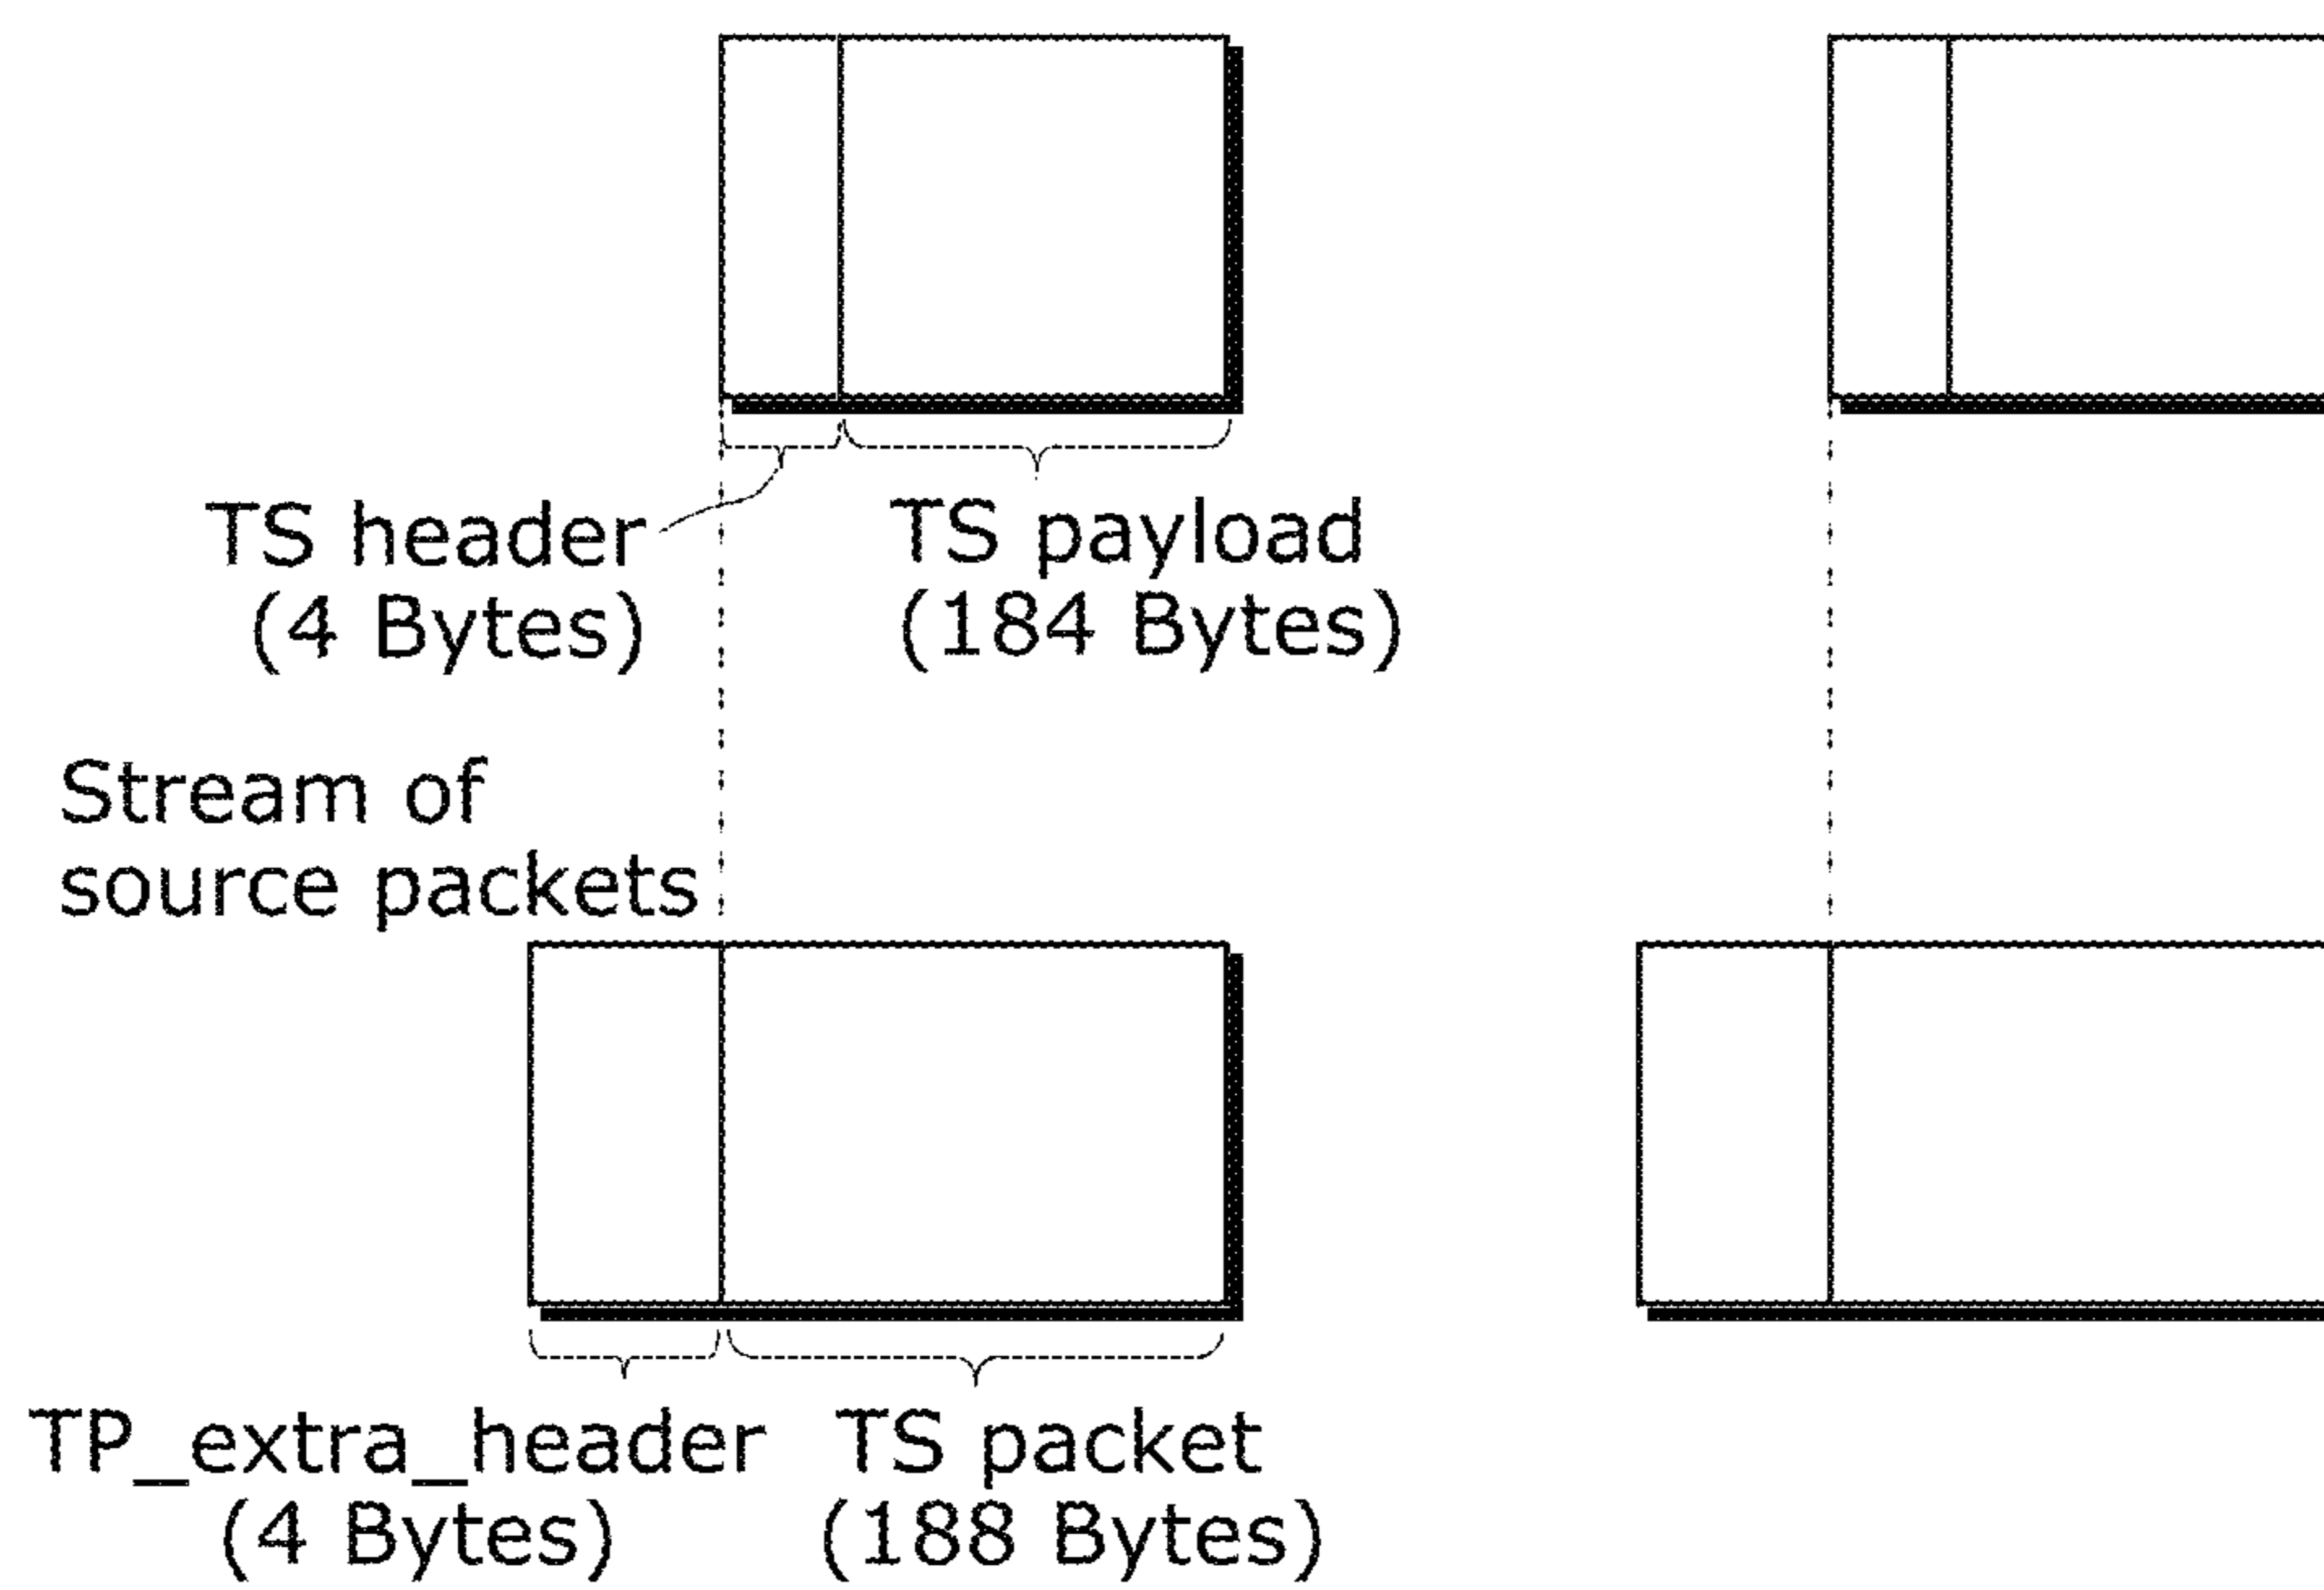 TS header
(4 Bytes)
TS payload
(184 Bytes)
Stream of
source packets
TP_extra_header
(4 Bytes)
TS packet
(188 Bytes)